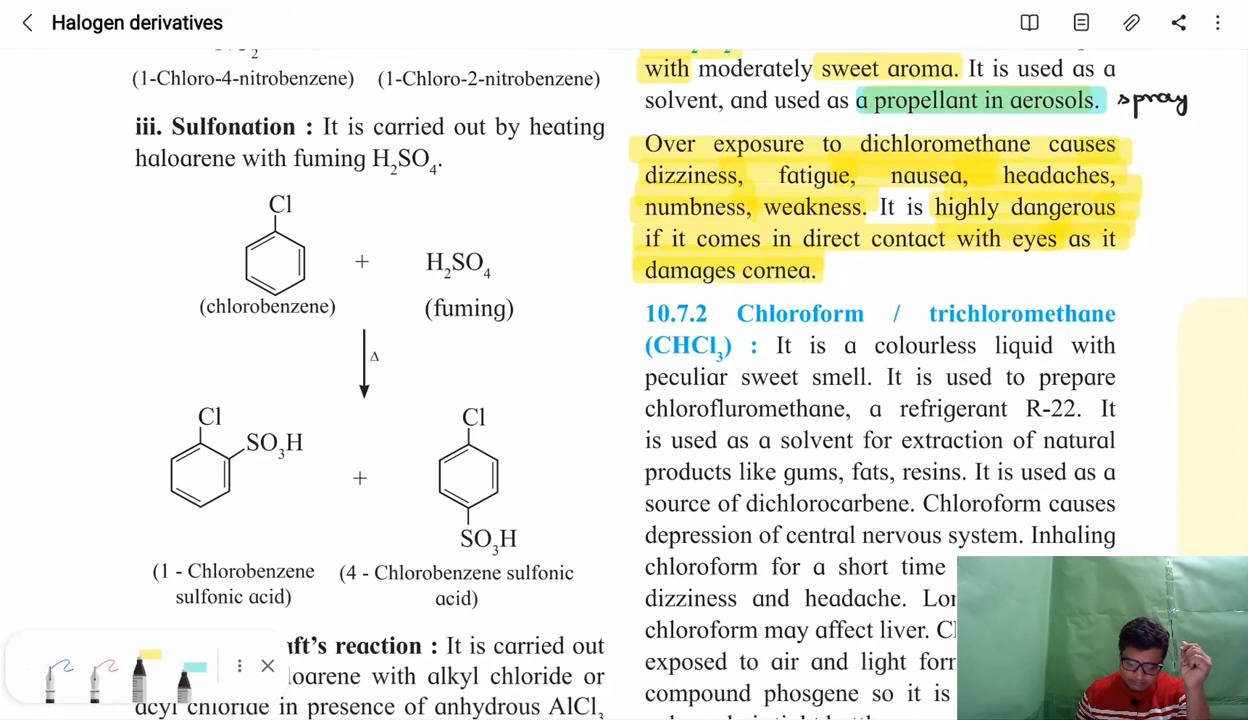 Halogen derivatives
(1-Chloro-4-nitrobenzene) (1-Chloro-2-nitrobenzene)
iii. Sulfonation : It is carried out by heating
haloarene with fuming H₂SO₄.
Cl
+ H₂SO₄
(chlorobenzene) (fuming)
Δ
Cl
SO₃H
+
Cl
SO₃H
(1 - Chlorobenzene
sulfonic acid)
(4 - Chlorobenzene sulfonic
acid)
aft's reaction : It is carried out
loarene with alkyl chloride or
acyl chloride in presence of anhydrous AlCl₃,
with moderately sweet aroma. It is used as a
solvent, and used as a propellant in aerosols. spray
Over exposure to dichloromethane causes
dizziness, fatigue, nausea, headaches,
numbness, weakness. It is highly dangerous
if it comes in direct contact with eyes as it
damages cornea.
10.7.2 Chloroform / trichloromethane
(CHCl₃) : It is a colourless liquid with
peculiar sweet smell. It is used to prepare
chlorofluromethane, a refrigerant R-22. It
is used as a solvent for extraction of natural
products like gums, fats, resins. It is used as a
source of dichlorocarbene. Chloroform causes
depression of central nervous system. Inhaling
chloroform for a short time
dizziness and headache.
chloroform may affect liver.
exposed to air and light
compound phosgene so it is